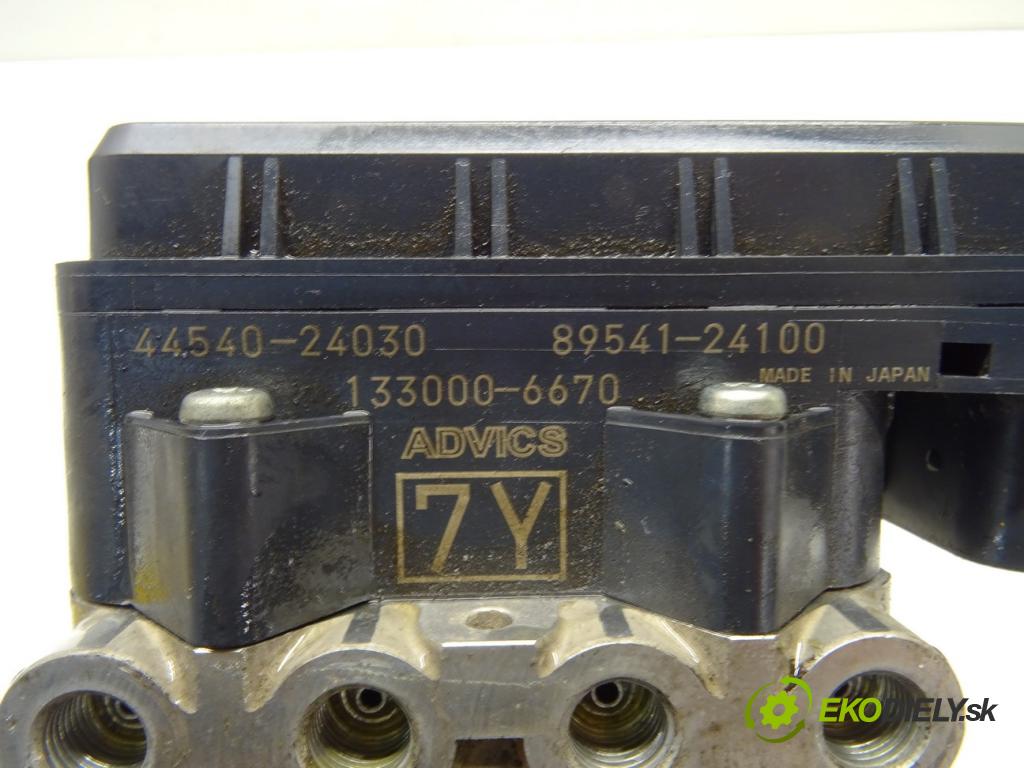 44540-24030 89541-24100
133000-6670 MADE IN JAPAN
ADVICS
7Y
EKODIELY.sk